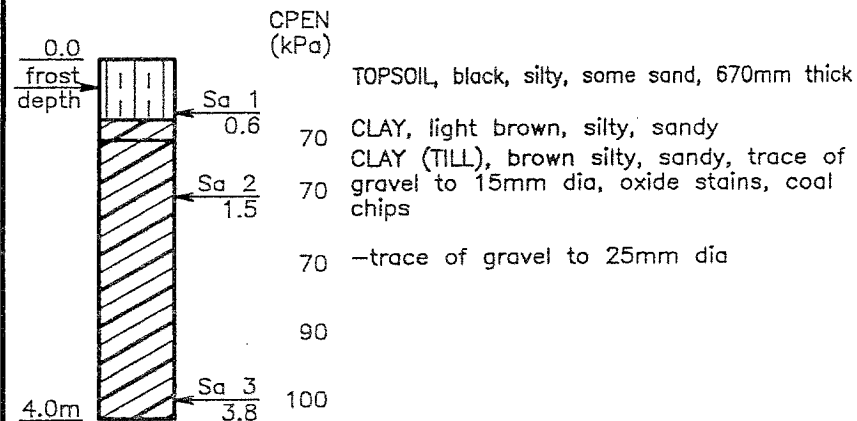 CPEN
(kPa)
0.0
frost
depth
TOPSOIL, black, silty, some sand, 670mm thick
Sa 1
0.6
70
CLAY, light brown, silty, sandy
CLAY (TILL), brown silty, sandy, trace of
Sa 2
1.5
70
gravel to 15mm dia, oxide stains, coal
chips
70
-trace of gravel to 25mm dia
90
Sa 3
3.8
100
4.0m